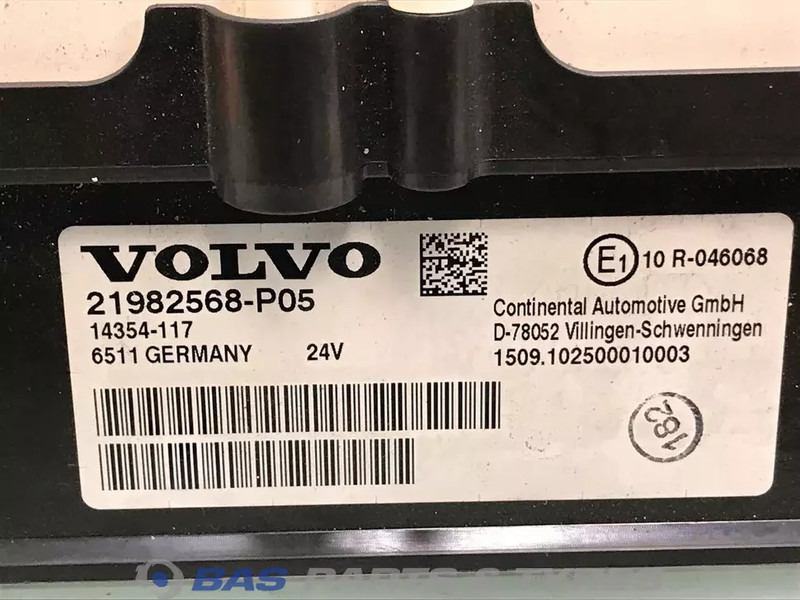 VOLVO
21982568-P05
14354-117
6511 GERMANY 24V
E1 10 R-046068
Continental Automotive GmbH
D-78052 Villingen-Schwenningen
1509.102500010003
182
BAS PARTS &